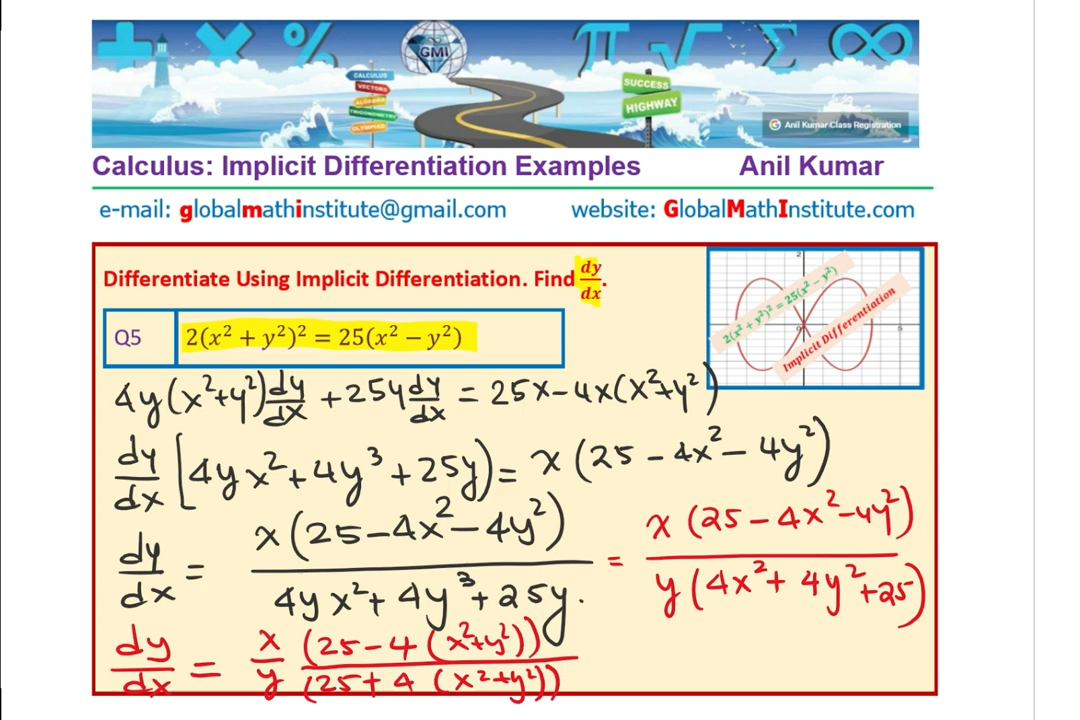 GMI
CALCULUS
VECTORS
ALGEBRA
TRIGONOMETRY
OLYMPIAD
SUCCESS
HIGHWAY
Anil Kumar Class Registration
+ × % π √ Σ ∞
Calculus: Implicit Differentiation Examples Anil Kumar
e-mail: globalmathinstitute@gmail.com website: GlobalMathInstitute.com
Differentiate Using Implicit Differentiation. Find dy/dx.
Q5 2(x² + y²)² = 25(x² − y²)
2
0
5
2(x² + y²)² = 25(x² − y²)
Implicit Differentiation
4y(x²+y²)dy/dx + 25y dy/dx = 25x − 4x(x²+y²)
dy/dx [4yx² + 4y³ + 25y) = x (25 − 4x² − 4y²)
dy/dx = x(25−4x²−4y²) / 4yx² + 4y³ + 25y. = x (25 − 4x² − 4y²) / y (4x² + 4y² + 25)
dy/dx = x/y (25−4(x²+y²)) / (25+4(x²+y²))